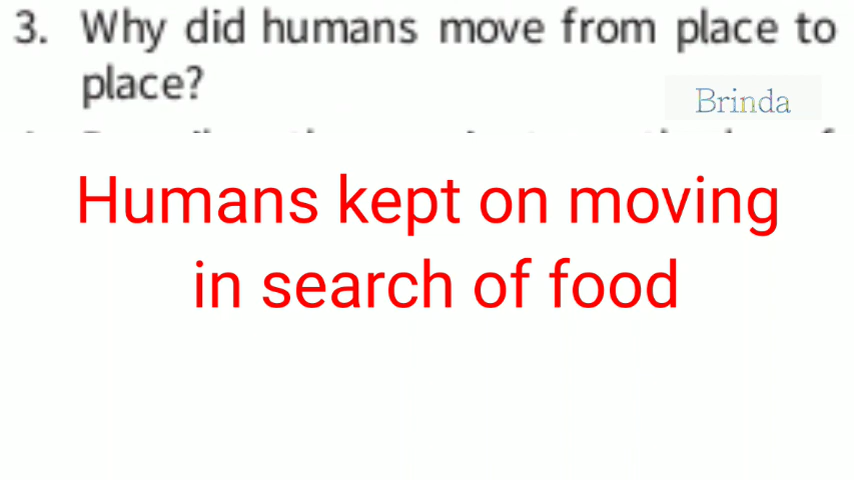 3. Why did humans move from place to
place?
Brinda
Humans kept on moving
in search of food